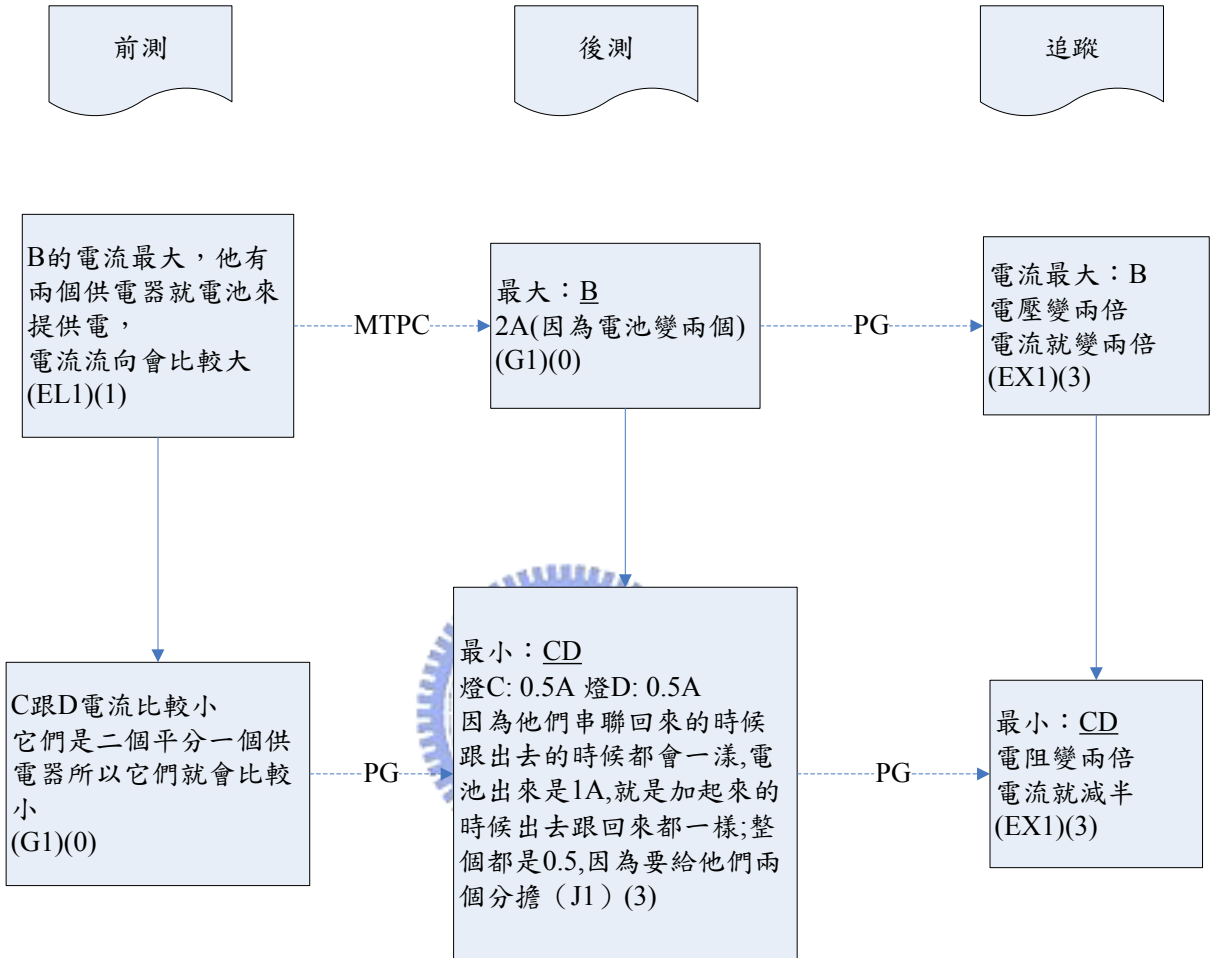 前測
後測
追蹤
B的電流最大，他有
兩個供電器就電池來
提供電，
電流流向會比較大
(EL1)(1)
MTPC
最大：B
2A(因為電池變兩個)
(G1)(0)
PG
電流最大：B
電壓變兩倍
電流就變兩倍
(EX1)(3)
C跟D電流比較小
它們是二個平分一個供
電器所以它們就會比較
小
(G1)(0)
PG
最小：CD
燈C: 0.5A 燈D: 0.5A
因為他們串聯回來的時候
跟出去的時候都會一漾,電
池出來是1A,就是加起來的
時候出去跟回來都一樣;整
個都是0.5,因為要給他們兩
個分擔（J1）(3)
PG
最小：CD
電阻變兩倍
電流就減半
(EX1)(3)